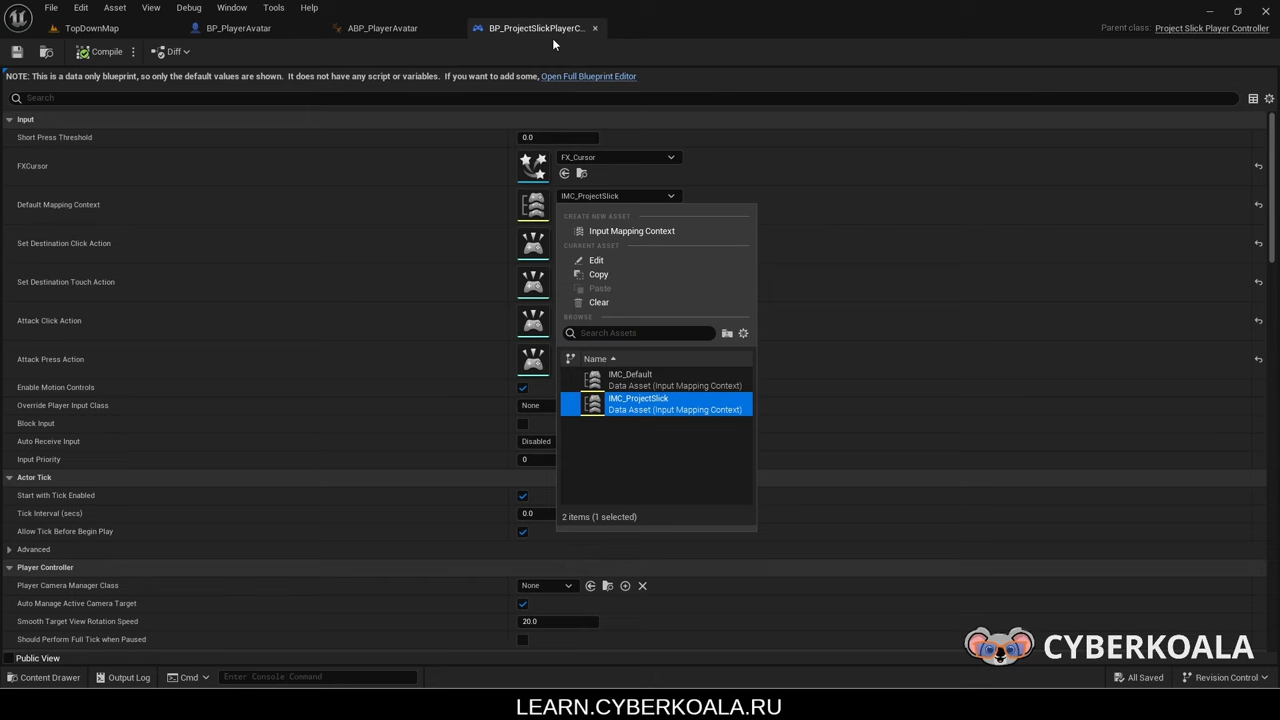 File Edit Asset View Debug Window Tools Help
TopDownMap BP_PlayerAvatar ABP_PlayerAvatar BP_ProjectSlickPlayerC... Parent class: Project Slick Player Controller
Compile Diff
NOTE: This is a data only blueprint, so only the default values are shown. It does not have any script or variables. If you want to add some, Open Full Blueprint Editor
Search
Input
Short Press Threshold 0.0
FXCursor FX_Cursor
Default Mapping Context IMC_ProjectSlick
CREATE NEW ASSET
Input Mapping Context
Set Destination Click Action
CURRENT ASSET
Edit
Copy
Set Destination Touch Action
Paste
Clear
BROWSE
Attack Click Action
Search Assets
Attack Press Action
Name
IMC_Default
Data Asset (Input Mapping Context)
Enable Motion Controls
IMC_ProjectSlick
Data Asset (Input Mapping Context)
Override Player Input Class None
Block Input
Auto Receive Input Disabled
Input Priority 0
Actor Tick
Start with Tick Enabled
Tick Interval (secs) 0.0
2 items (1 selected)
Allow Tick Before Begin Play
Advanced
Player Controller
Player Camera Manager Class None
Auto Manage Active Camera Target
Smooth Target View Rotation Speed 20.0
Should Perform Full Tick when Paused
CYBERKOALA
Public View
Content Drawer Output Log Cmd Enter Console Command All Saved Revision Control
LEARN.CYBERKOALA.RU